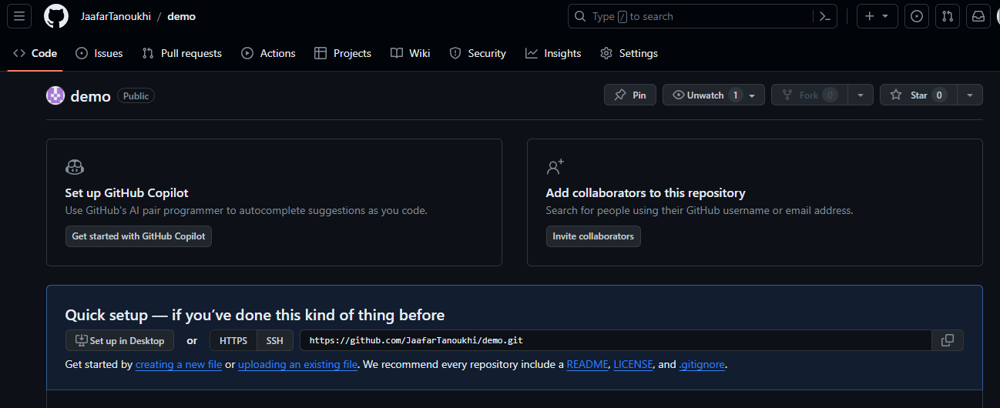 JaafarTanoukhi / demo
Type / to search
Code Issues Pull requests Actions Projects Wiki Security Insights Settings
demo Public
Pin Unwatch 1 Fork 0 Star 0
Set up GitHub Copilot
Use GitHub's AI pair programmer to autocomplete suggestions as you code.
Get started with GitHub Copilot
Add collaborators to this repository
Search for people using their GitHub username or email address.
Invite collaborators
Quick setup — if you’ve done this kind of thing before
Set up in Desktop or HTTPS SSH https://github.com/JaafarTanoukhi/demo.git
Get started by creating a new file or uploading an existing file. We recommend every repository include a README, LICENSE, and .gitignore.